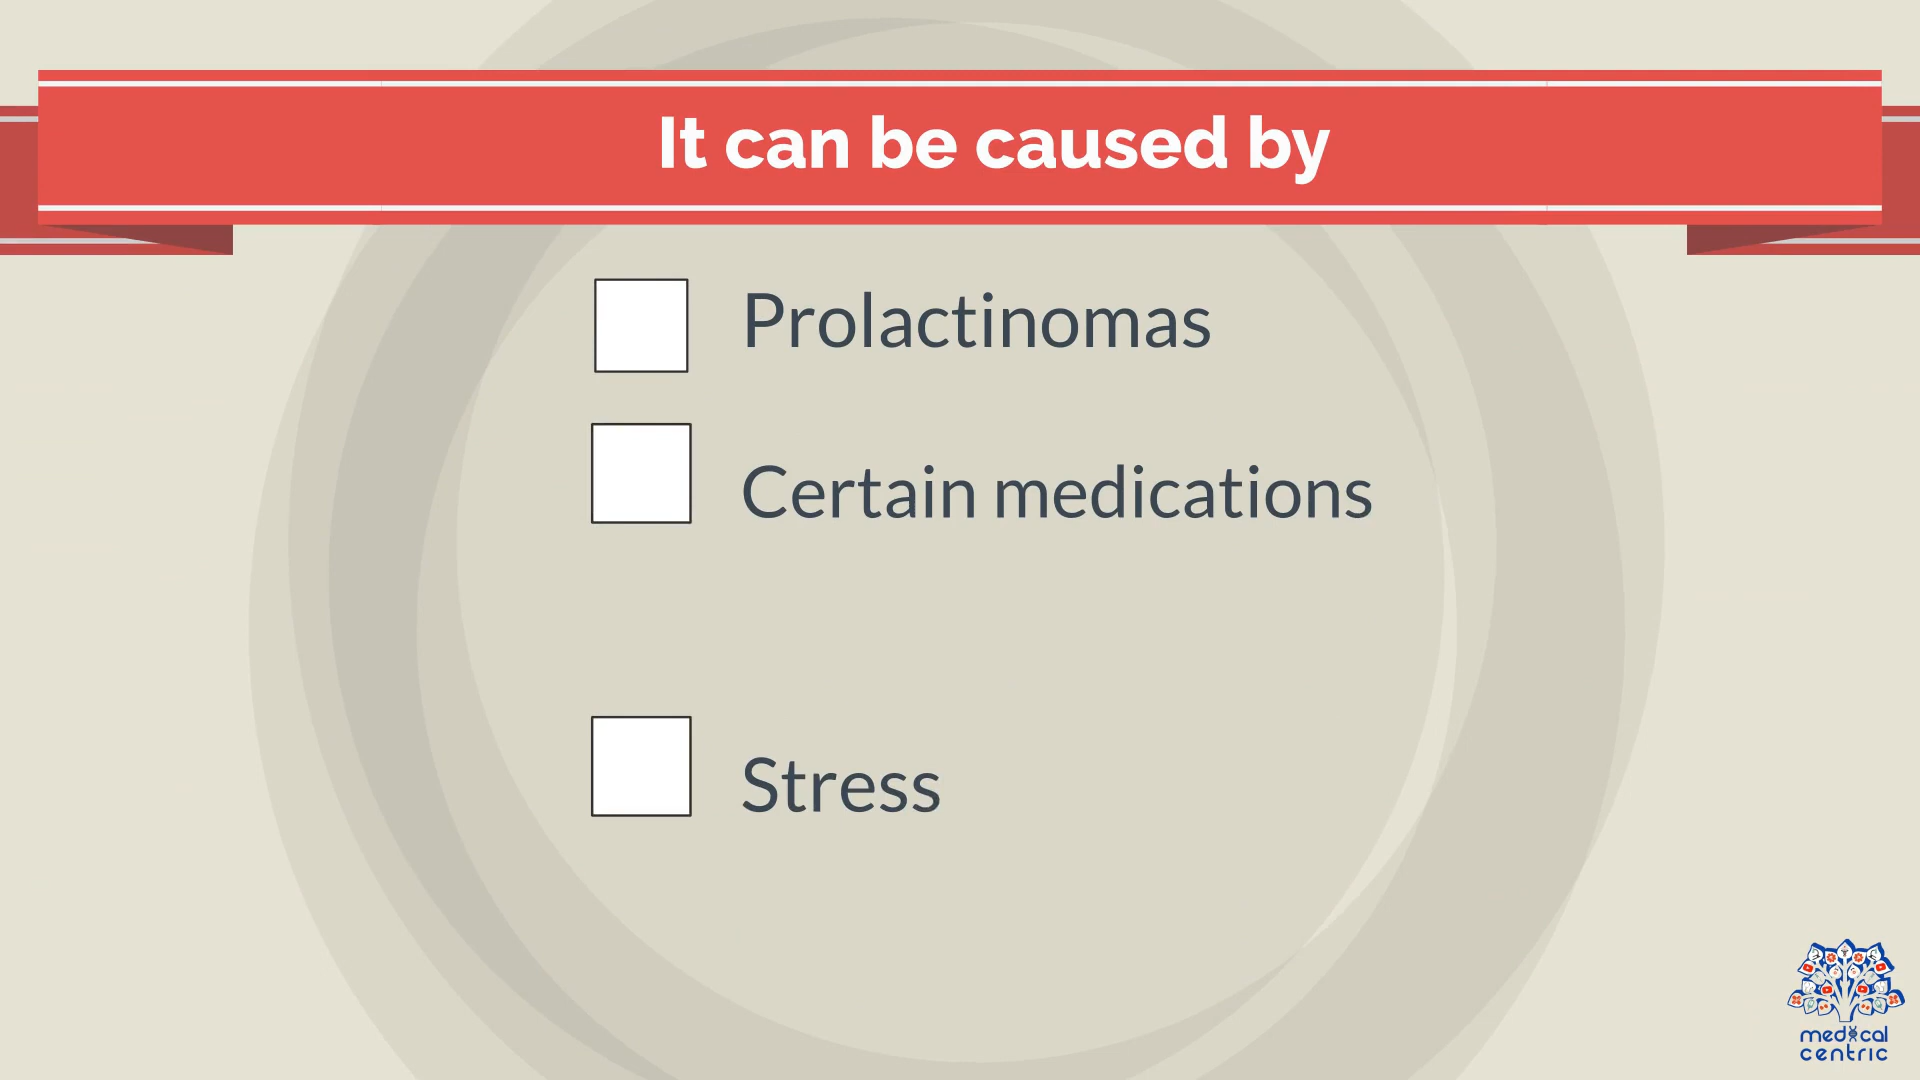 It can be caused by
Prolactinomas
Certain medications
Stress
medical
centric